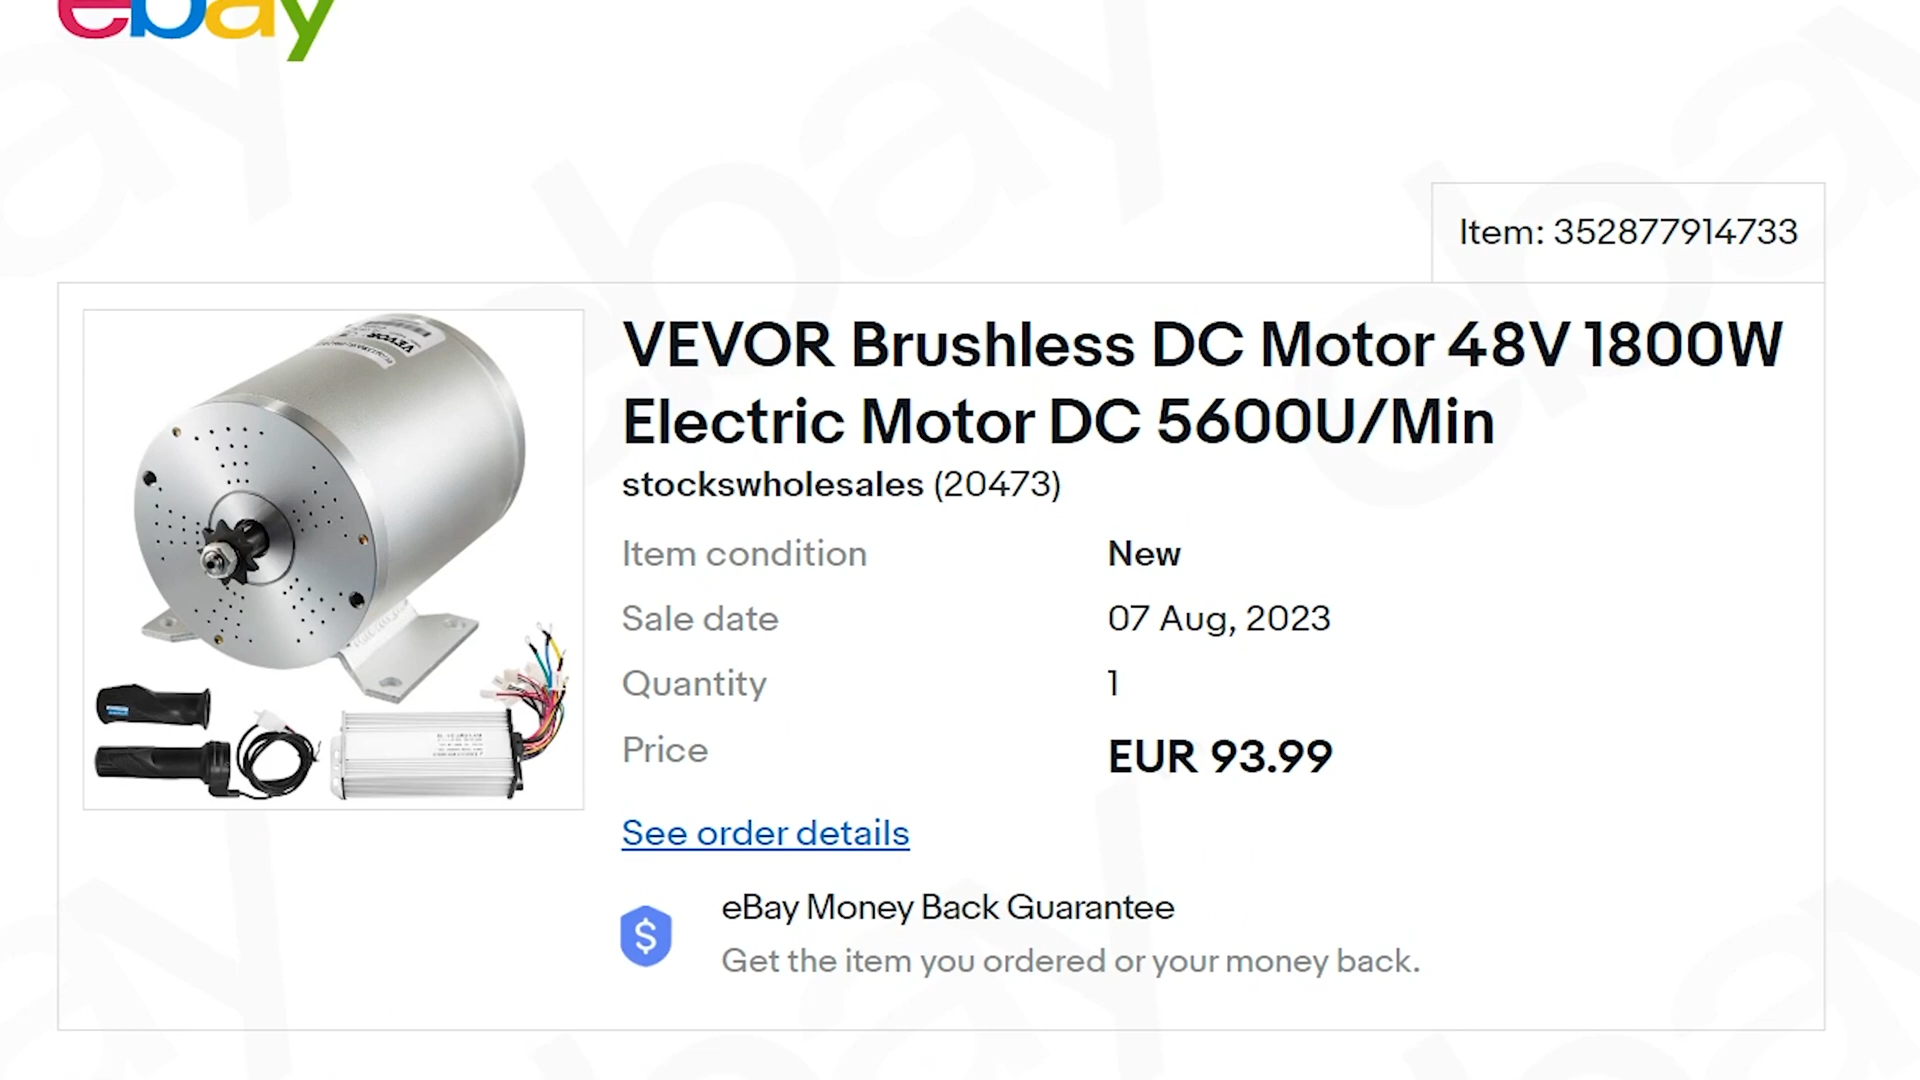 ebay
Item: 352877914733
VEVOR Brushless DC Motor 48V 1800W
Electric Motor DC 5600U/Min
stockswholesales (20473)
Item condition New
Sale date 07 Aug, 2023
Quantity 1
Price EUR 93.99
See order details
eBay Money Back Guarantee
Get the item you ordered or your money back.
VEVOR